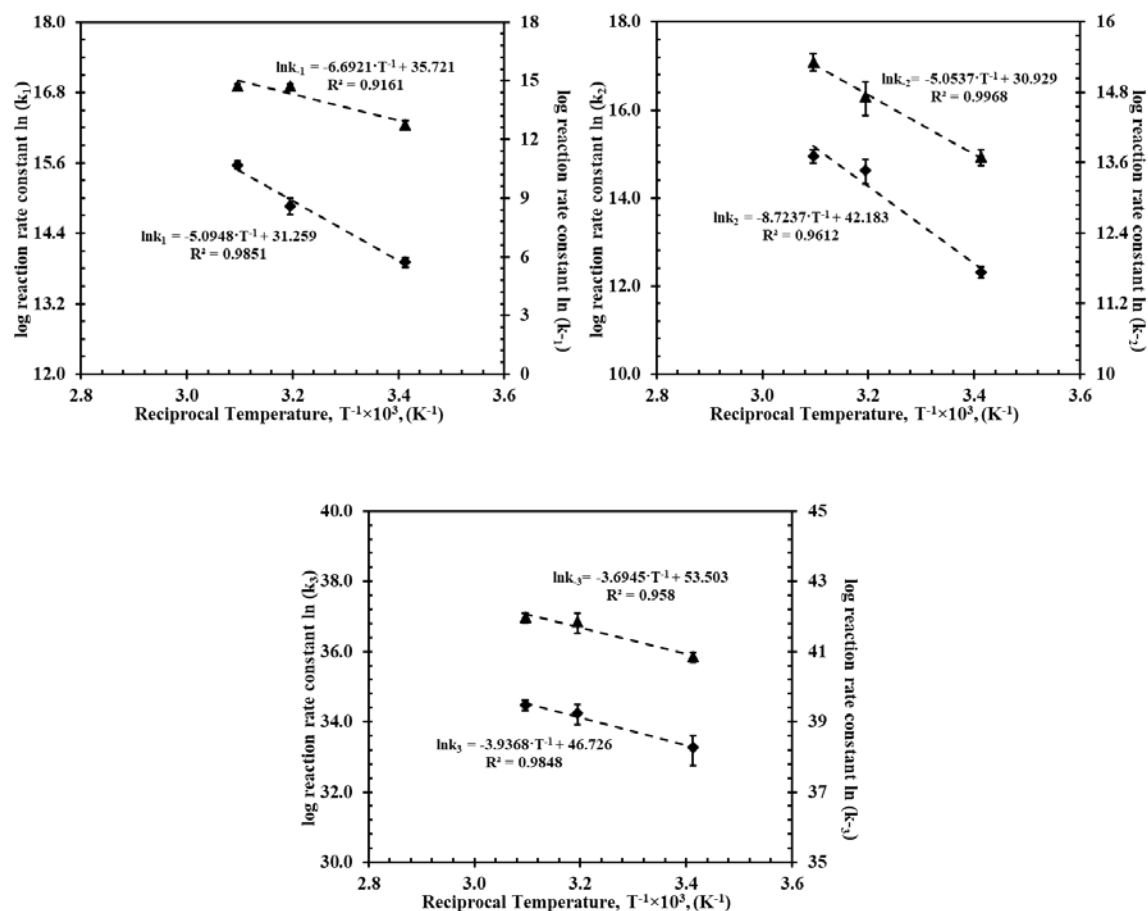 log reaction rate constant ln (k₁)
18.0
16.8
15.6
14.4
13.2
12.0
lnk₋₁ = -6.6921·T⁻¹ + 35.721
R² = 0.9161
lnk₁ = -5.0948·T⁻¹ + 31.259
R² = 0.9851
18
15
12
9
6
3
0
log reaction rate constant ln (k-₁)
2.8
3.0
3.2
3.4
3.6
Reciprocal Temperature, T⁻¹×10³, (K⁻¹)
log reaction rate constant ln (k₂)
18.0
16.0
14.0
12.0
10.0
lnk₋₂ = -5.0537·T⁻¹ + 30.929
R² = 0.9968
lnk₂ = -8.7237·T⁻¹ + 42.183
R² = 0.9612
16
14.8
13.6
12.4
11.2
10
log reaction rate constant ln (k-₂)
2.8
3.0
3.2
3.4
3.6
Reciprocal Temperature, T⁻¹×10³, (K⁻¹)
log reaction rate constant ln (k₃)
40.0
38.0
36.0
34.0
32.0
30.0
lnk₋₃= -3.6945·T⁻¹ + 53.503
R² = 0.958
lnk₃ = -3.9368·T⁻¹ + 46.726
R² = 0.9848
45
43
41
39
37
35
log reaction rate constant ln (k-₃)
2.8
3.0
3.2
3.4
3.6
Reciprocal Temperature, T⁻¹×10³, (K⁻¹)